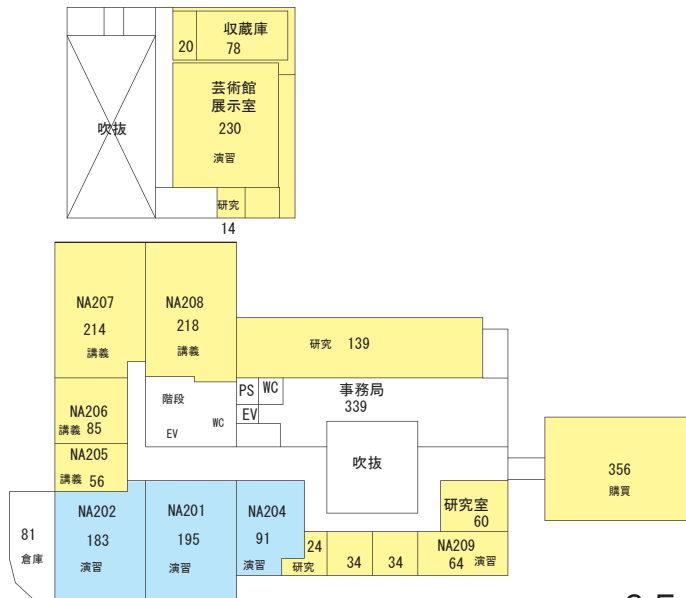 収蔵庫
20
78
芸術館
展示室
230
演習
吹抜
研究
14
NA207
214
講義
NA208
218
講義
研究 139
PS
WC
事務局
339
EV
階段
EV
WC
NA206
講義 85
NA205
講義 56
吹抜
356
購買
研究室
60
81
倉庫
NA202
183
演習
NA201
195
演習
NA204
91
演習
24
研究
34
34
NA209
64 演習